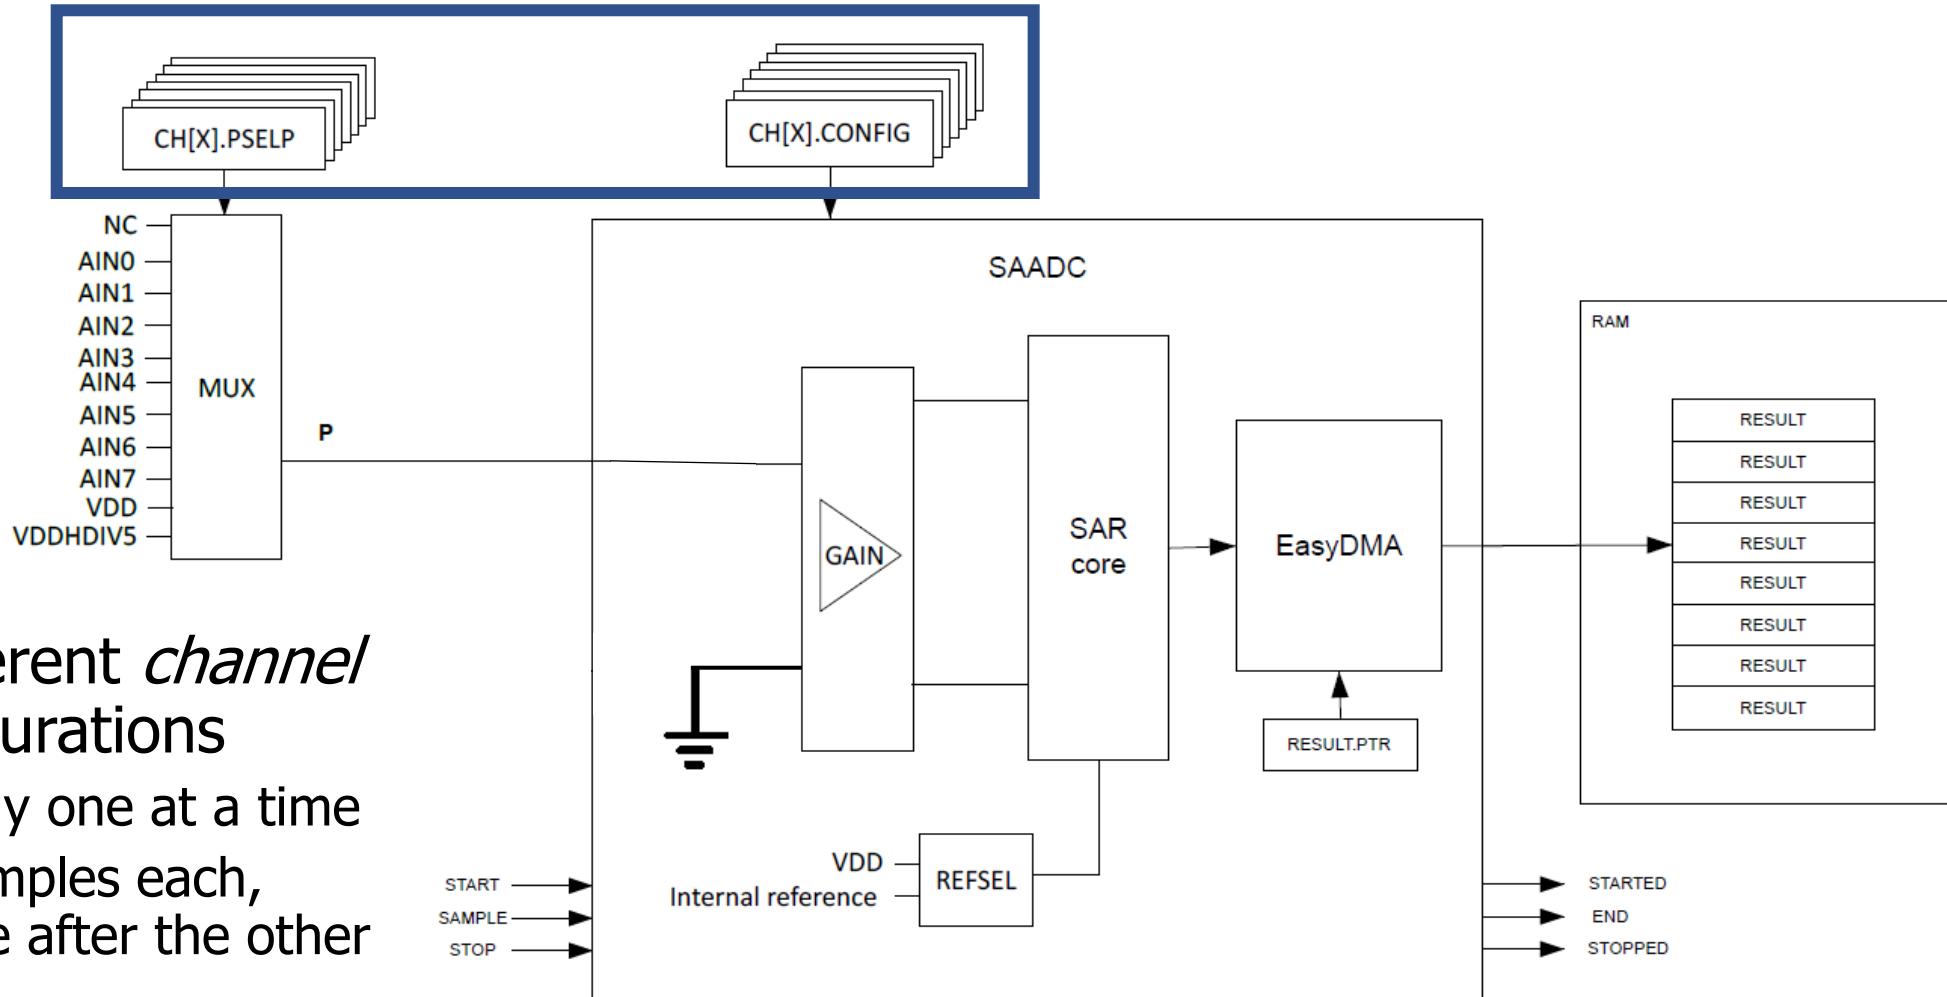 CH[X].PSELP
CH[X].CONFIG
NC
AIN0
AIN1
AIN2
AIN3
AIN4
AIN5
AIN6
AIN7
VDD
VDDHDIV5
MUX
P
SAADC
GAIN
SAR
core
EasyDMA
RESULT.PTR
RAM
RESULT
RESULT
RESULT
RESULT
RESULT
RESULT
RESULT
RESULT
VDD
Internal reference
REFSEL
START
SAMPLE
STOP
STARTED
END
STOPPED
erent channel
urations
y one at a time
mples each,
e after the other